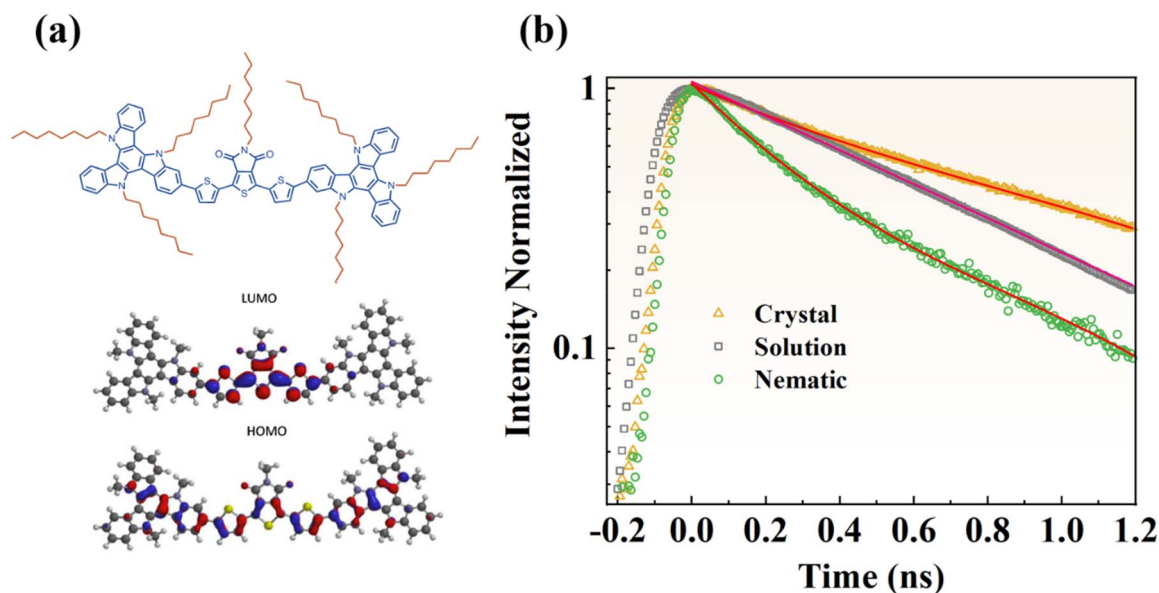 (a)
N
N
N
N
O
O
N
N
N
S
S
S
LUMO
HOMO
(b)
Intensity Normalized
1
0.1
Crystal
Solution
Nematic
-0.2 0.0 0.2 0.4 0.6 0.8 1.0 1.2
Time (ns)